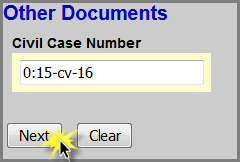 Other Documents
Civil Case Number
0:15-cv-16
Next Clear